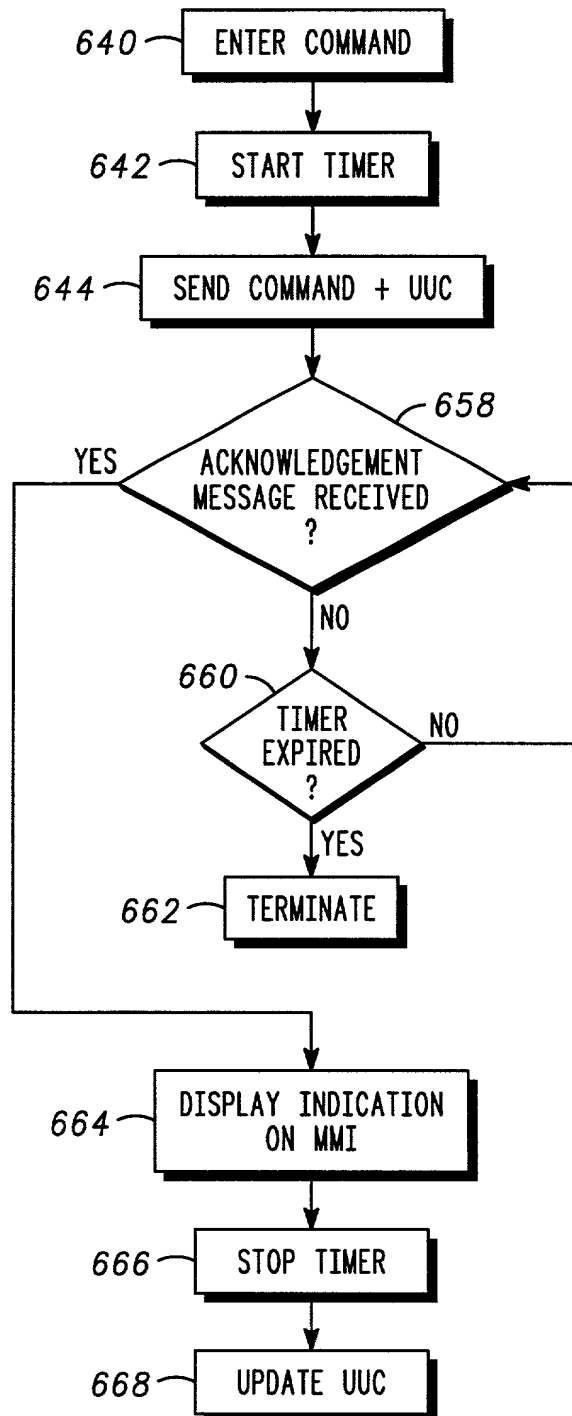 640
ENTER COMMAND
642
START TIMER
644
SEND COMMAND + UUC
658
YES
ACKNOWLEDGEMENT
MESSAGE RECEIVED
?
NO
660
TIMER
EXPIRED
?
NO
YES
662
TERMINATE
664
DISPLAY INDICATION
ON MMI
666
STOP TIMER
668
UPDATE UUC